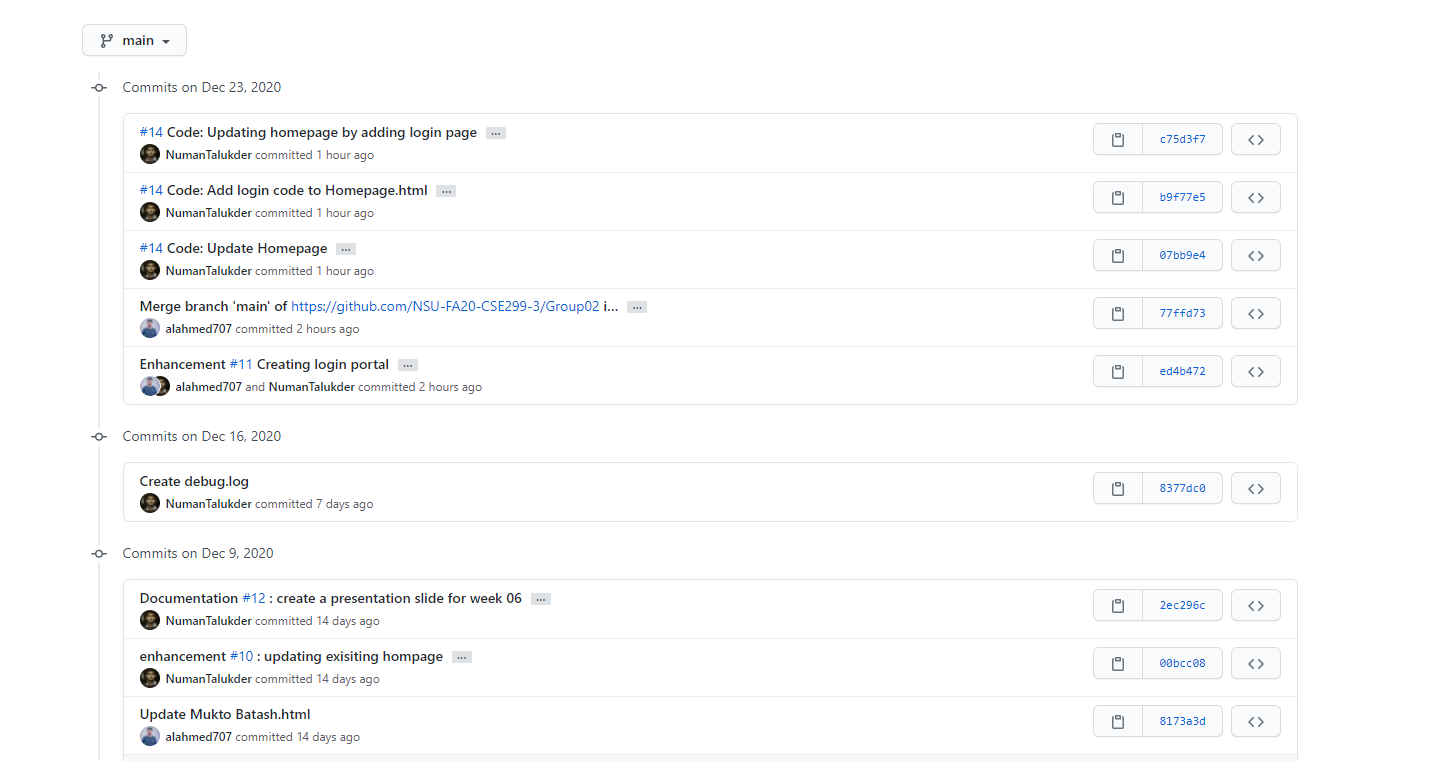 main
Commits on Dec 23, 2020
#14 Code: Updating homepage by adding login page ...
NumanTalukder committed 1 hour ago
c75d3f7
#14 Code: Add login code to Homepage.html ...
NumanTalukder committed 1 hour ago
b9f77e5
#14 Code: Update Homepage ...
NumanTalukder committed 1 hour ago
07bb9e4
Merge branch 'main' of https://github.com/NSU-FA20-CSE299-3/Group02 i... ...
alahmed707 committed 2 hours ago
77ffd73
Enhancement #11 Creating login portal ...
alahmed707 and NumanTalukder committed 2 hours ago
ed4b472
Commits on Dec 16, 2020
Create debug.log
NumanTalukder committed 7 days ago
8377dc0
Commits on Dec 9, 2020
Documentation #12 : create a presentation slide for week 06 ...
NumanTalukder committed 14 days ago
2ec296c
enhancement #10 : updating exisiting hompage ...
NumanTalukder committed 14 days ago
00bcc08
Update Mukto Batash.html
alahmed707 committed 14 days ago
8173a3d